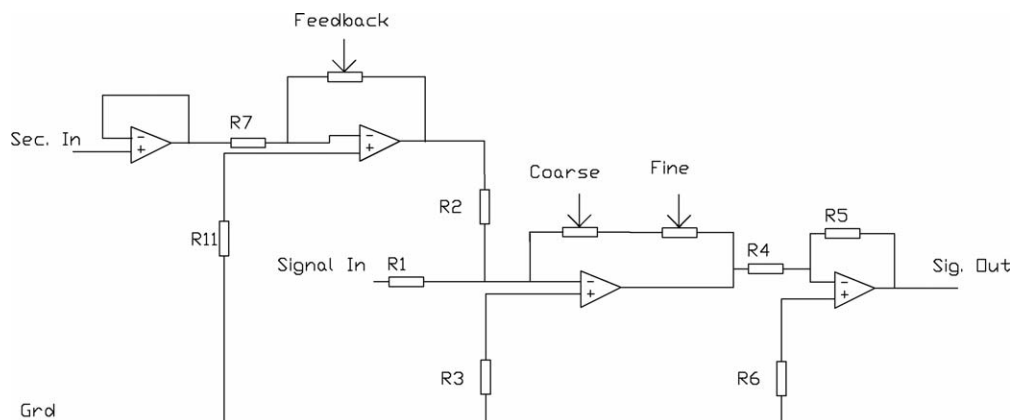 Feedback
R7
Sec. In
-
+
-
+
Coarse
Fine
R2
R11
R5
R4
Signal In
R1
Sig. Out
-
+
-
+
R3
R6
Grd